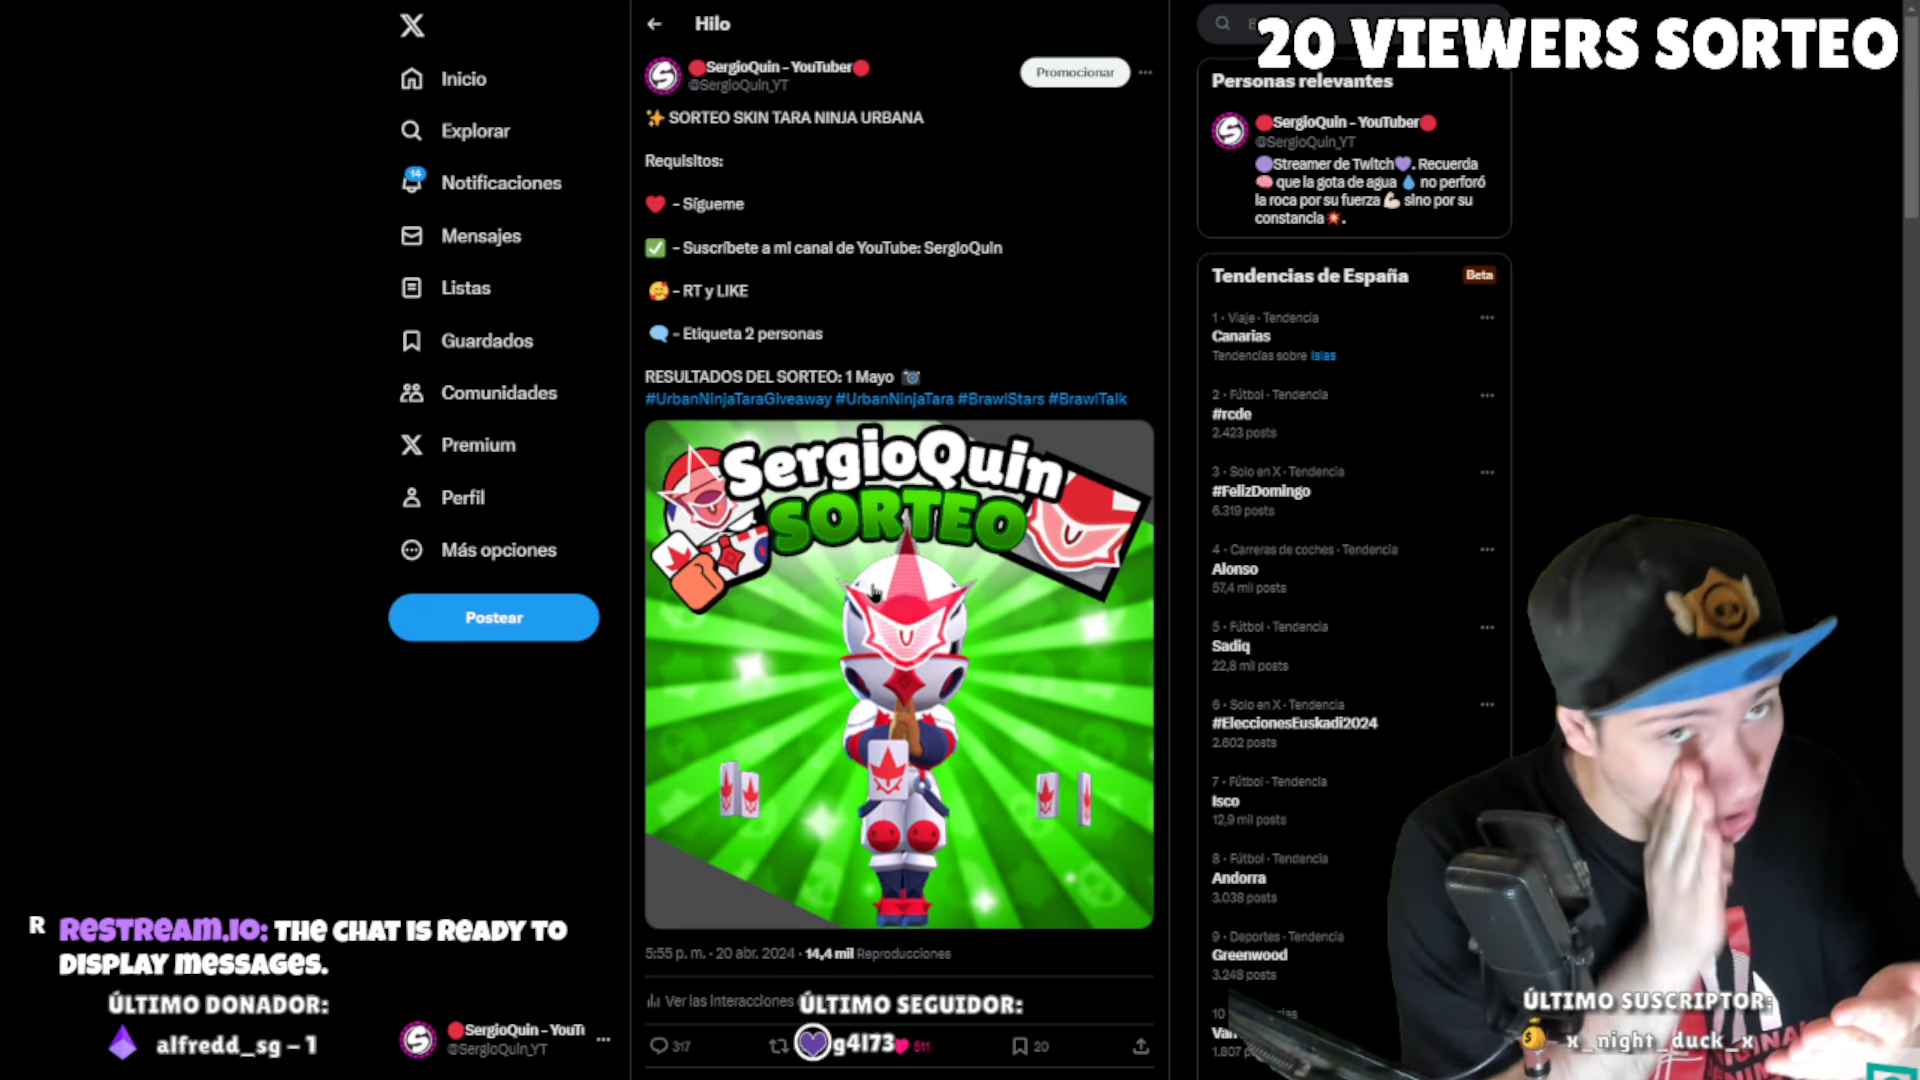 Inicio
Explorar
14
Notificaciones
Mensajes
Listas
Guardados
Comunidades
Premium
Perfil
Más opciones
Postear
Hilo
SergioQuin - YouTuber
@SergioQuin_YT
Promocionar
SORTEO SKIN TARA NINJA URBANA
Requisitos:
- Sígueme
- Suscríbete a mi canal de YouTube: SergioQuin
- RT y LIKE
- Etiqueta 2 personas
RESULTADOS DEL SORTEO: 1 Mayo
#UrbanNinjaTaraGiveaway #UrbanNinjaTara #BrawlStars #BrawlTalk
SergioQuin
SORTEO
5:55 p. m. · 20 abr. 2024 · 14,4 mil Reproducciones
Ver las interacciones
317
511
20
20 VIEWERS SORTEO
Personas relevantes
SergioQuin - YouTuber
@SergioQuin_YT
Streamer de Twitch. Recuerda
que la gota de agua no perforó
la roca por su fuerza sino por su
constancia.
Tendencias de España
Beta
1 · Viaje · Tendencia
Canarias
Tendencias sobre Islas
2 · Fútbol · Tendencia
#rcde
2.423 posts
3 · Solo en X · Tendencia
#FelizDomingo
6.319 posts
4 · Carreras de coches · Tendencia
Alonso
57,4 mil posts
5 · Fútbol · Tendencia
Sadiq
22,8 mil posts
6 · Solo en X · Tendencia
#EleccionesEuskadi2024
2.602 posts
7 · Fútbol · Tendencia
Isco
12,9 mil posts
8 · Fútbol · Tendencia
Andorra
3.038 posts
9 · Deportes · Tendencia
Greenwood
3.248 posts
10
1.807
RESTREAM.IO: THE CHAT IS READY TO
DISPLAY MESSAGES.
ÚLTIMO DONADOR:
alfredd_sg - 1
SergioQuin - YouTu
@SergioQuin_YT
ÚLTIMO SEGUIDOR:
g4l73
ÚLTIMO SUSCRIPTOR:
x_night_duck_x